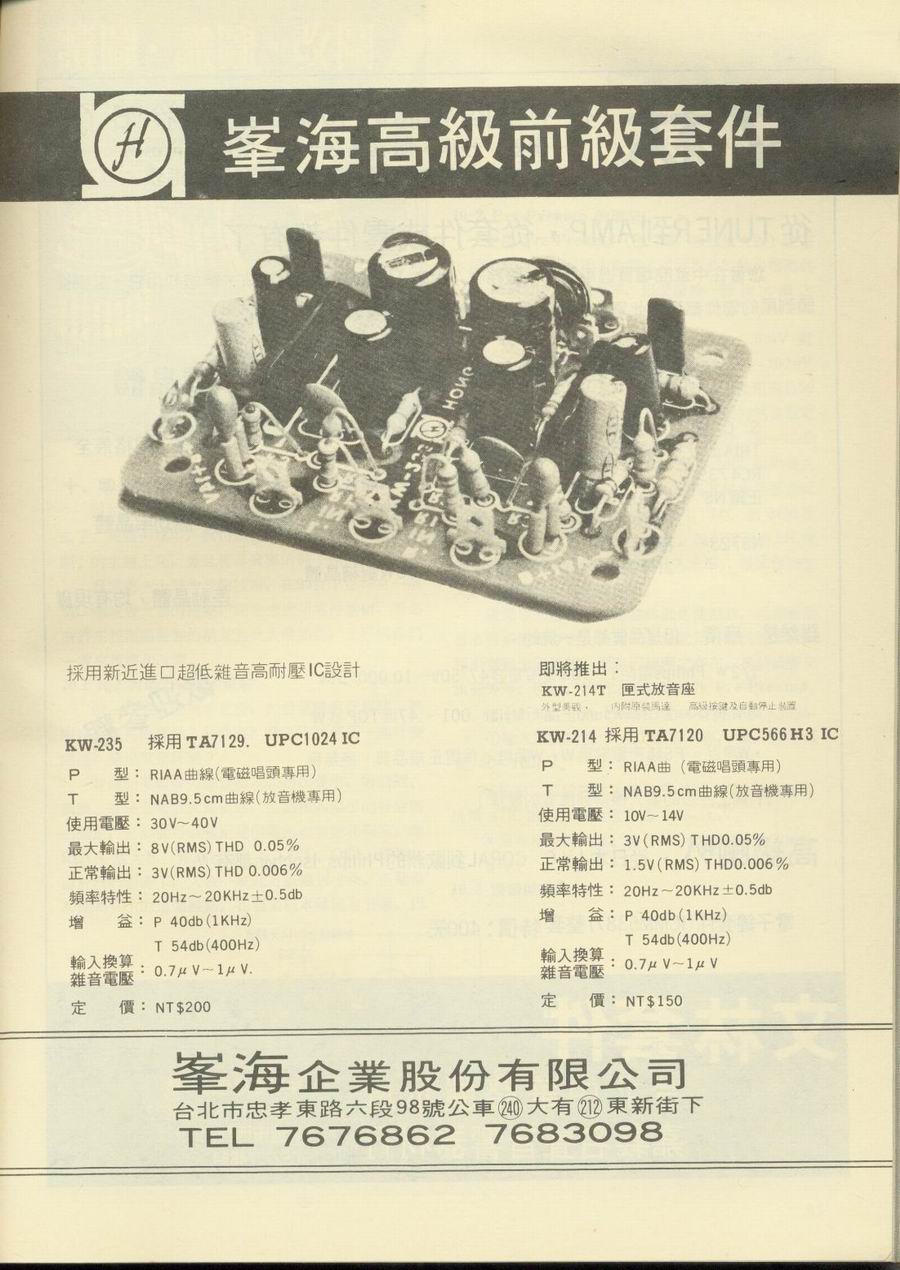 H
峯海高級前級套件
採用新近進口超低雜音高耐壓IC設計
KW-235 採用 TA7129. UPC1024 IC
P 型：RIAA曲線(電磁唱頭專用)
T 型：NAB9.5cm曲線(放音機專用)
使用電壓：30V～40V
最大輸出：8V(RMS) THD 0.05%
正常輸出：3V(RMS) THD 0.006%
頻率特性：20Hz～20KHz±0.5db
增 益：P 40db(1KHz)
T 54db(400Hz)
輸入換算
雜音電壓：0.7μV～1μV.
定 價：NT$200
即將推出：
KW-214T 匣式放音座
外型美觀， 內附原裝馬達 高級按鍵及自動停止裝置
KW-214 採用 TA7120 UPC566H3 IC
P 型：RIAA曲 (電磁唱頭專用)
T 型：NAB9.5cm曲線(放音機專用)
使用電壓：10V～14V
最大輸出：3V(RMS) THD0.05%
正常輸出：1.5V(RMS) THD0.006%
頻率特性：20Hz～20KHz±0.5db
增 益：P 40db(1KHz)
T 54db(400Hz)
輸入換算
雜音電壓：0.7μV～1μV
定 價：NT$150
峯海企業股份有限公司
台北市忠孝東路六段98號公車240大有212東新街下
TEL 7676862 7683098